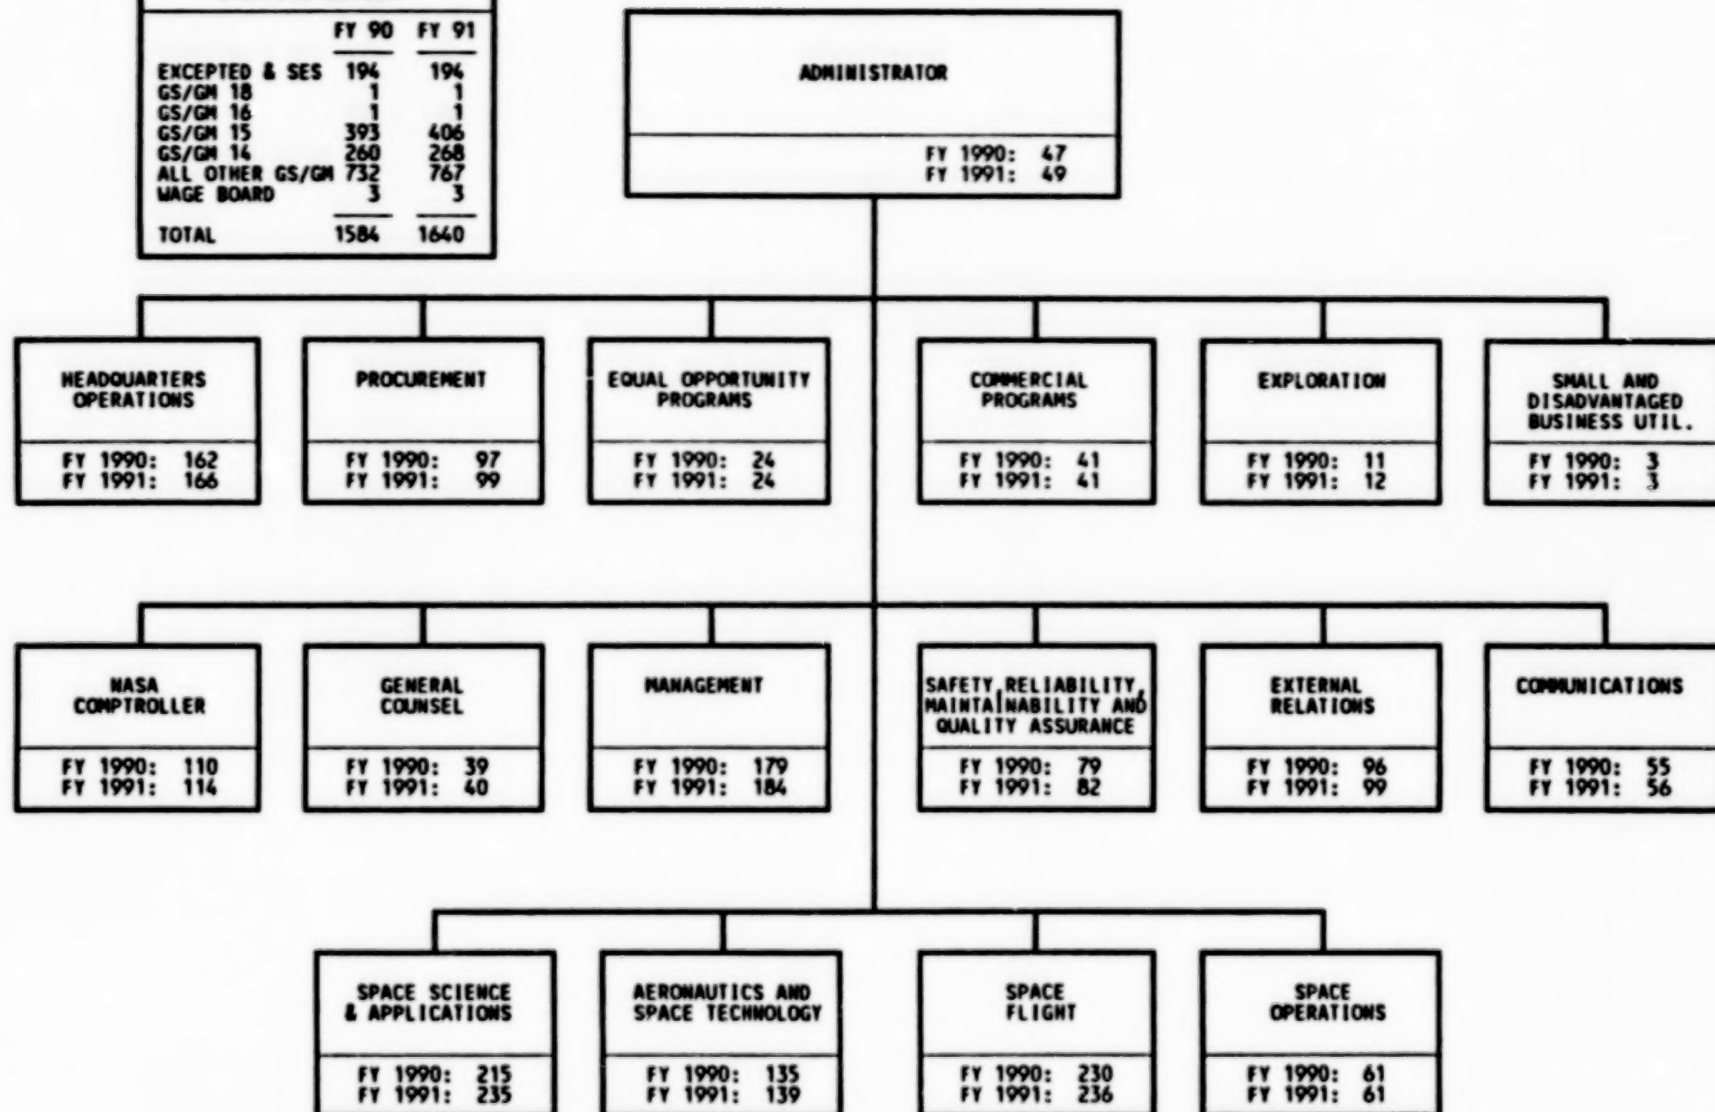 FY 90 FY 91
EXCEPTED & SES 194 194
GS/GM 18 1 1
GS/GM 16 1 1
GS/GM 15 393 406
GS/GM 14 260 268
ALL OTHER GS/GM 732 767
WAGE BOARD 3 3
TOTAL 1584 1640
ADMINISTRATOR
FY 1990: 47
FY 1991: 49
HEADQUARTERS
OPERATIONS
FY 1990: 162
FY 1991: 166
PROCUREMENT
FY 1990: 97
FY 1991: 99
EQUAL OPPORTUNITY
PROGRAMS
FY 1990: 24
FY 1991: 24
COMMERCIAL
PROGRAMS
FY 1990: 41
FY 1991: 41
EXPLORATION
FY 1990: 11
FY 1991: 12
SMALL AND
DISADVANTAGED
BUSINESS UTIL.
FY 1990: 3
FY 1991: 3
NASA
COMPTROLLER
FY 1990: 110
FY 1991: 114
GENERAL
COUNSEL
FY 1990: 39
FY 1991: 40
MANAGEMENT
FY 1990: 179
FY 1991: 184
SAFETY, RELIABILITY,
MAINTAINABILITY AND
QUALITY ASSURANCE
FY 1990: 79
FY 1991: 82
EXTERNAL
RELATIONS
FY 1990: 96
FY 1991: 99
COMMUNICATIONS
FY 1990: 55
FY 1991: 56
SPACE SCIENCE
& APPLICATIONS
FY 1990: 215
FY 1991: 235
AERONAUTICS AND
SPACE TECHNOLOGY
FY 1990: 135
FY 1991: 139
SPACE
FLIGHT
FY 1990: 230
FY 1991: 236
SPACE
OPERATIONS
FY 1990: 61
FY 1991: 61